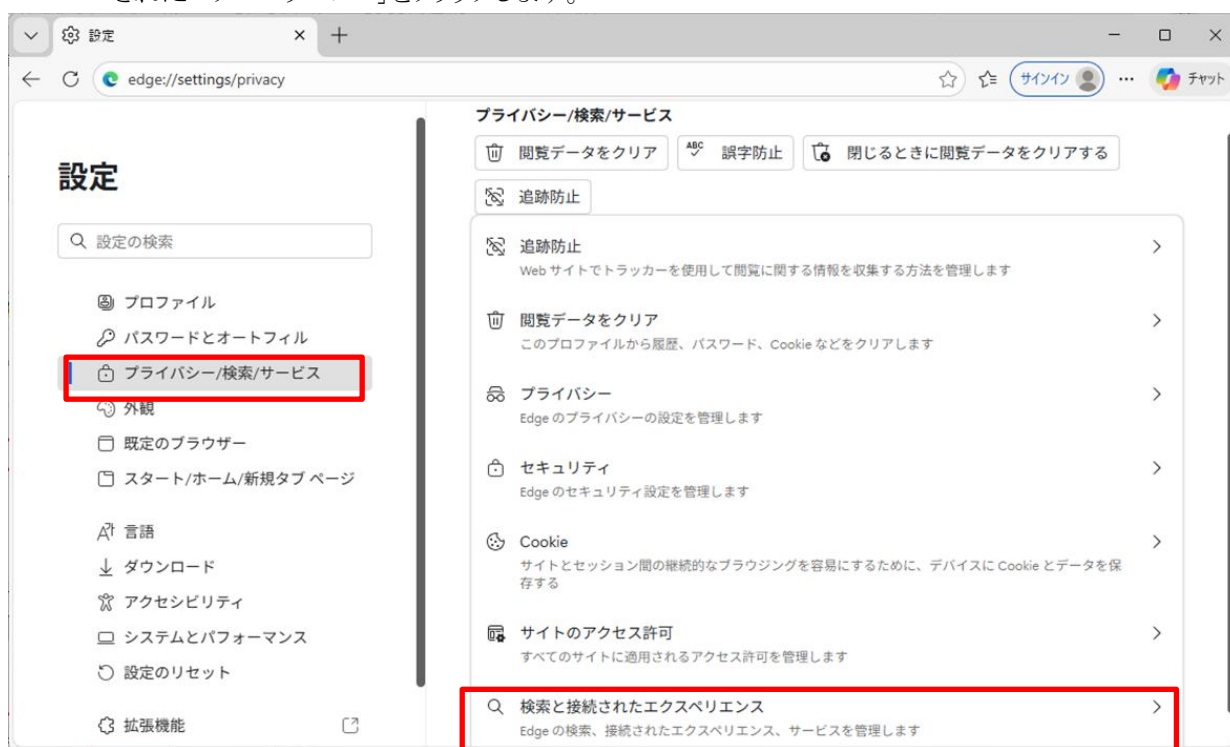 設定
edge://settings/privacy
サインイン
チャット
設定
設定の検索
プロファイル
パスワードとオートフィル
プライバシー/検索/サービス
外観
既定のブラウザー
スタート/ホーム/新規タブ ページ
言語
ダウンロード
アクセシビリティ
システムとパフォーマンス
設定のリセット
拡張機能
プライバシー/検索/サービス
閲覧データをクリア
ABC 誤字防止
閉じるときに閲覧データをクリアする
追跡防止
追跡防止
Web サイトでトラッカーを使用して閲覧に関する情報を収集する方法を管理します
閲覧データをクリア
このプロファイルから履歴、パスワード、Cookie などをクリアします
プライバシー
Edge のプライバシーの設定を管理します
セキュリティ
Edge のセキュリティ設定を管理します
Cookie
サイトとセッション間の継続的なブラウジングを容易にするために、デバイスに Cookie とデータを保
存する
サイトのアクセス許可
すべてのサイトに適用されるアクセス許可を管理します
検索と接続されたエクスペリエンス
Edge の検索、接続されたエクスペリエンス、サービスを管理します